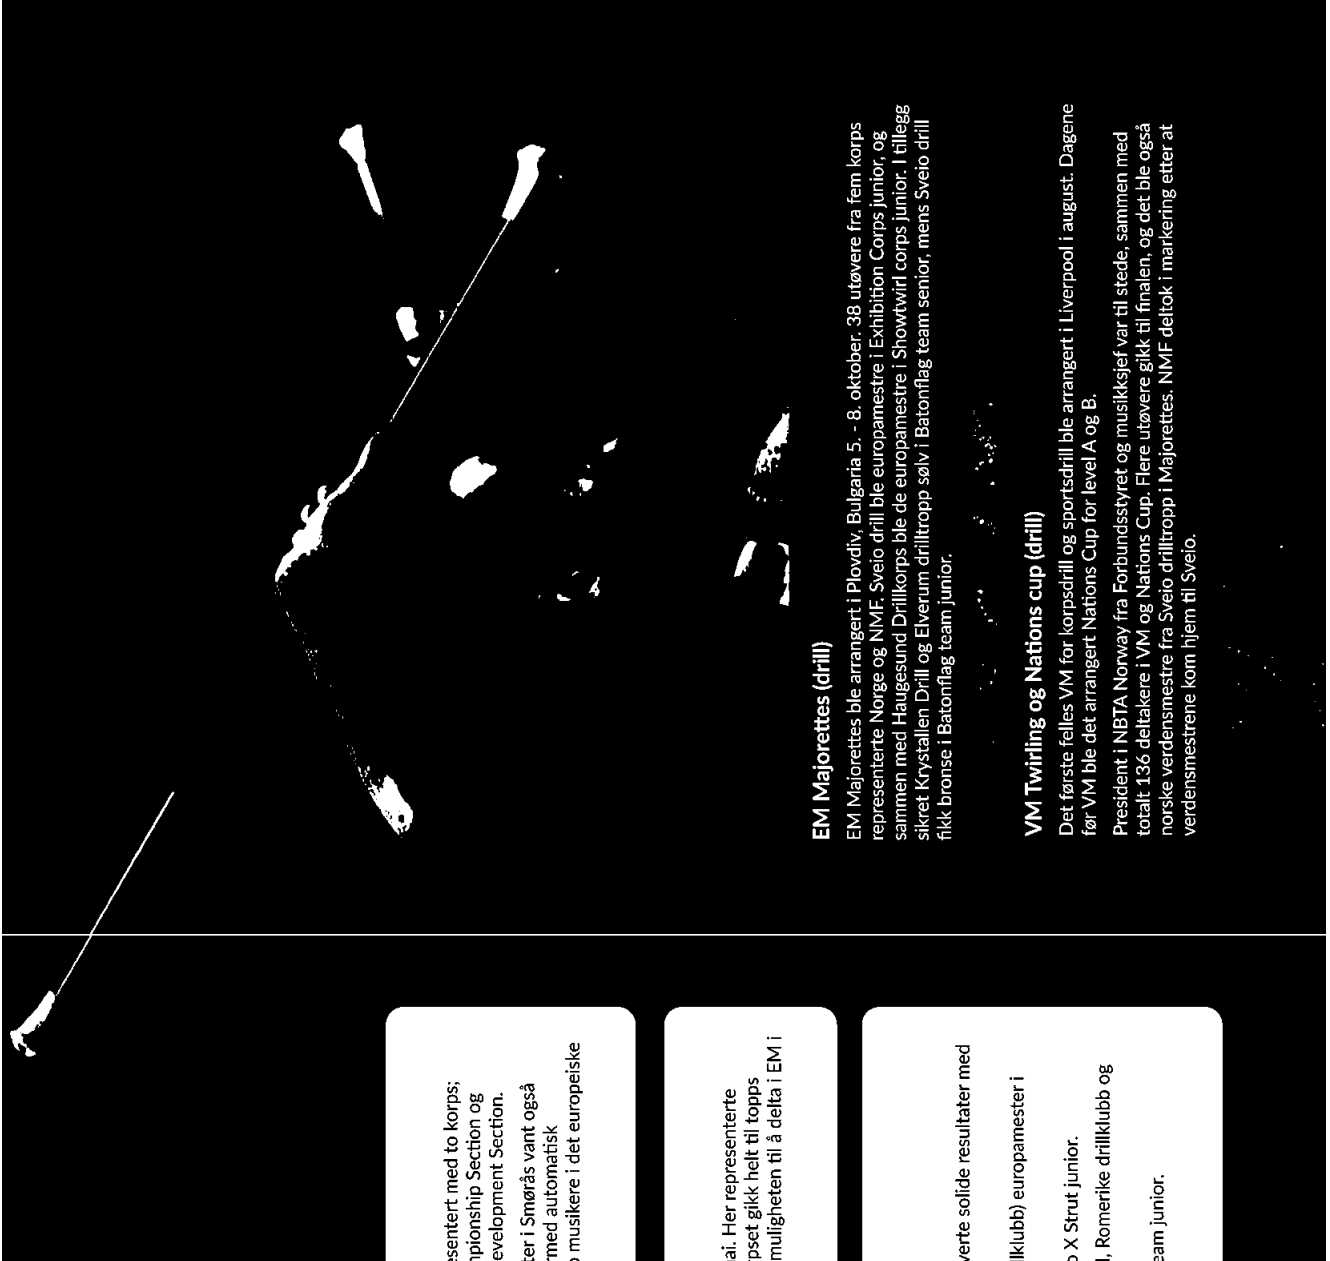 esentert med to korps;
pionship Section og
evelopment Section.
ter i Smørås vant også
rmed automatisk
musikere i det europeiske
ai. Her representerte
pset gikk helt til topps
muligheten til å delta i EM i
verte solide resultater med
lklubb) europamester i
o X Strut junior.
l, Romerike drillklubb og
eam junior.
EM Majorettes (drill)
EM Majorettes ble arrangert i Plovdiv, Bulgaria 5. - 8. oktober. 38 utøvere fra fem korps
representerte Norge og NMF. Sveio drill ble europamestre i Exhibition Corps junior, og
sammen med Haugesund Drillkorps ble de europamestre i Showtwirl corps junior. I tillegg
sikret Krystallen Drill og Elverum drilltropp sølv i Batonflag team senior, mens Sveio drill
fikk bronse i Batonflag team junior.
VM Twirling og Nations cup (drill)
Det første felles VM for korpsdrill og sportsdrill ble arrangert i Liverpool i august. Dagene
før VM ble det arrangert Nations Cup for level A og B.
President i NBTA Norway fra Forbundsstyret og musikksjef var til stede, sammen med
totalt 136 deltakere i VM og Nations Cup. Flere utøvere gikk til finalen, og det ble også
norske verdensmestre fra Sveio drilltropp i Majorettes. NMF deltok i markering etter at
verdensmestrene kom hjem til Sveio.